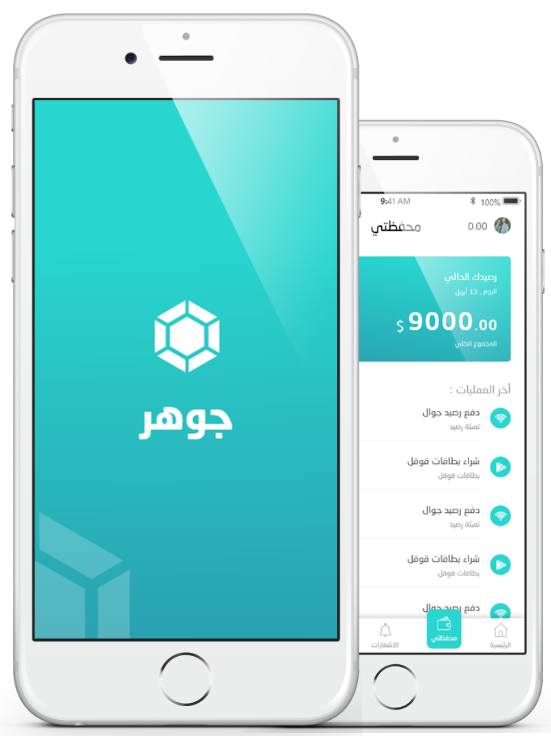 جوهر
9:41 AM
100%
محفظتي
0.00
رصيدك الحالي
اليوم , 13 أبريل
$ 9000.00
المجموع الكلي
أخر العمليات :
دفع رصيد جوال
تعبئة رصيد
شراء بطاقات قوقل
بطاقات قوقل
دفع رصيد جوال
تعبئة رصيد
شراء بطاقات قوقل
بطاقات قوقل
دفع رصيد جوال
الرئيسية
محفظتي
الأشعارات